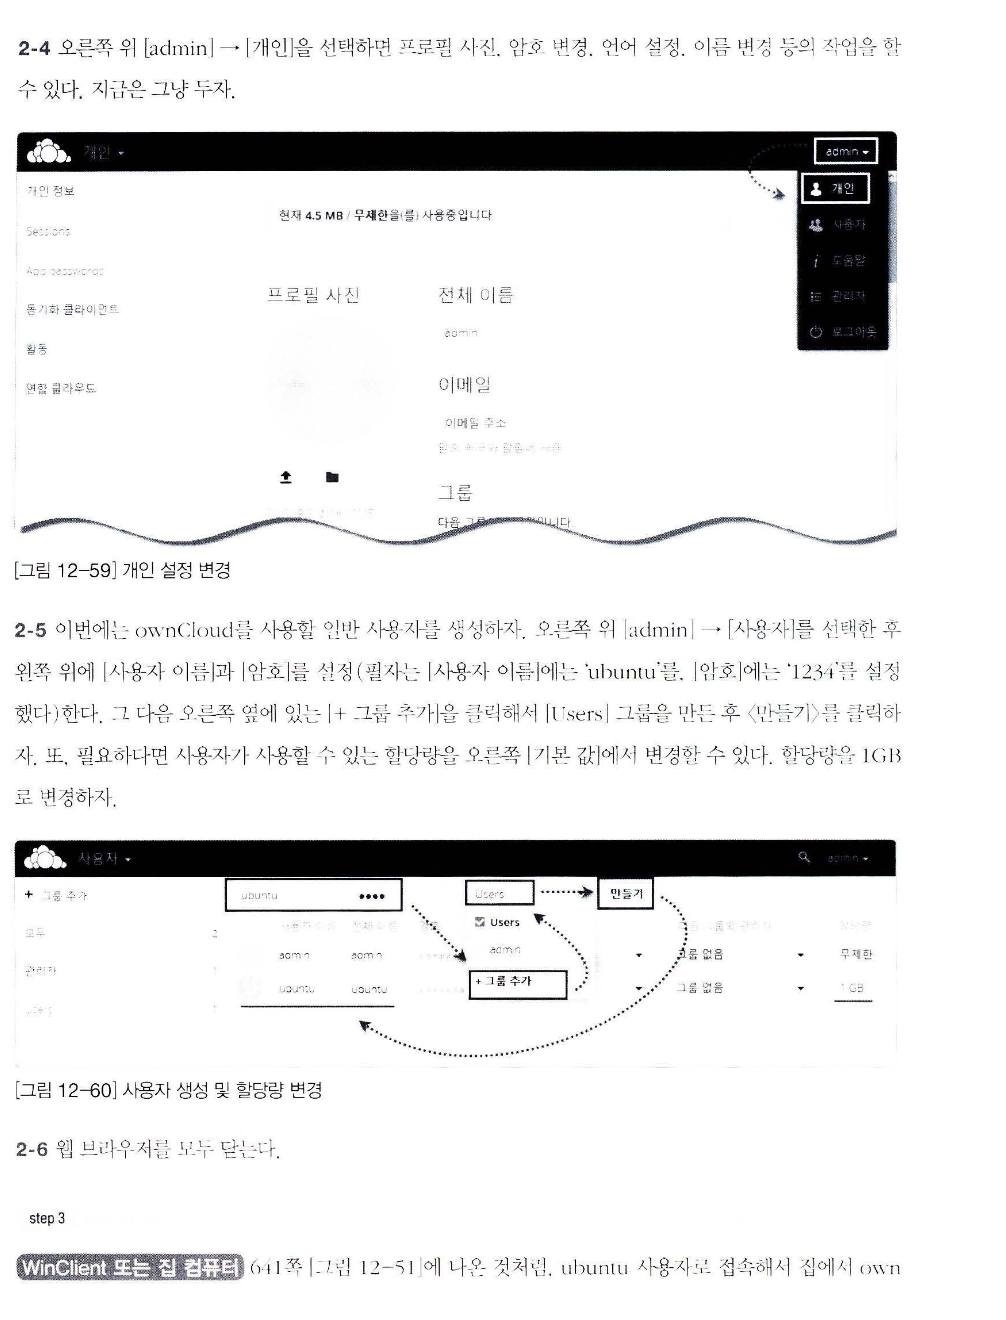 2-4 오른쪽 위 [admin] → [개인]을 선택하면 프로필 사진, 암호 변경, 언어 설정, 이름 변경 등의 작업을 할
수 있다. 지금은 그냥 두자.
개인
admin
개인 정보
개인
현재 4.5 MB / 무제한을(를) 사용중입니다
사용자
Sessions
도움말
App passwords
프로필 사진
전체 이름
관리자
동기화 클라이언트
admin
로그아웃
활동
이메일
연합 클라우드
이메일 주소
그룹
[그림 12-59] 개인 설정 변경
2-5 이번에는 ownCloud를 사용할 일반 사용자를 생성하자. 오른쪽 위 [admin] → [사용자]를 선택한 후
왼쪽 위에 [사용자 이름]과 [암호]를 설정(필자는 [사용자 이름]에는 ‘ubuntu’를, [암호]에는 ‘1234’를 설정
했다)한다. 그 다음 오른쪽 옆에 있는 [+ 그룹 추가]을 클릭해서 [Users] 그룹을 만든 후 〈만들기〉를 클릭하
자. 또, 필요하다면 사용자가 사용할 수 있는 할당량을 오른쪽 [기본 값]에서 변경할 수 있다. 할당량을 1GB
로 변경하자.
사용자
admin
+ 그룹 추가
ubuntu ●●●●
Users
만들기
모두
2
사용자 이름 전체 이름
Users
할당량
admin admin
admin
그룹 없음
무제한
관리자
ubuntu ubuntu
+ 그룹 추가
그룹 없음
1 GB
Users
[그림 12-60] 사용자 생성 및 할당량 변경
2-6 웹 브라우저를 모두 닫는다.
step 3
WinClient 또는 집 컴퓨터 641쪽 [그림 12-51]에 나온 것처럼, ubuntu 사용자로 접속해서 집에서 own